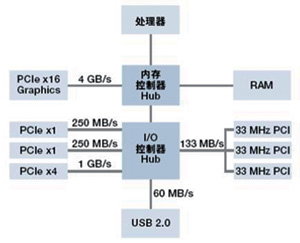 处理器
PCIe x16
Graphics
4 GB/s
内存
控制器
Hub
RAM
PCIe x1
250 MB/s
PCIe x1
250 MB/s
PCIe x4
1 GB/s
I/O
控制器
Hub
133 MB/s
33 MHz PCI
33 MHz PCI
33 MHz PCI
60 MB/s
USB 2.0